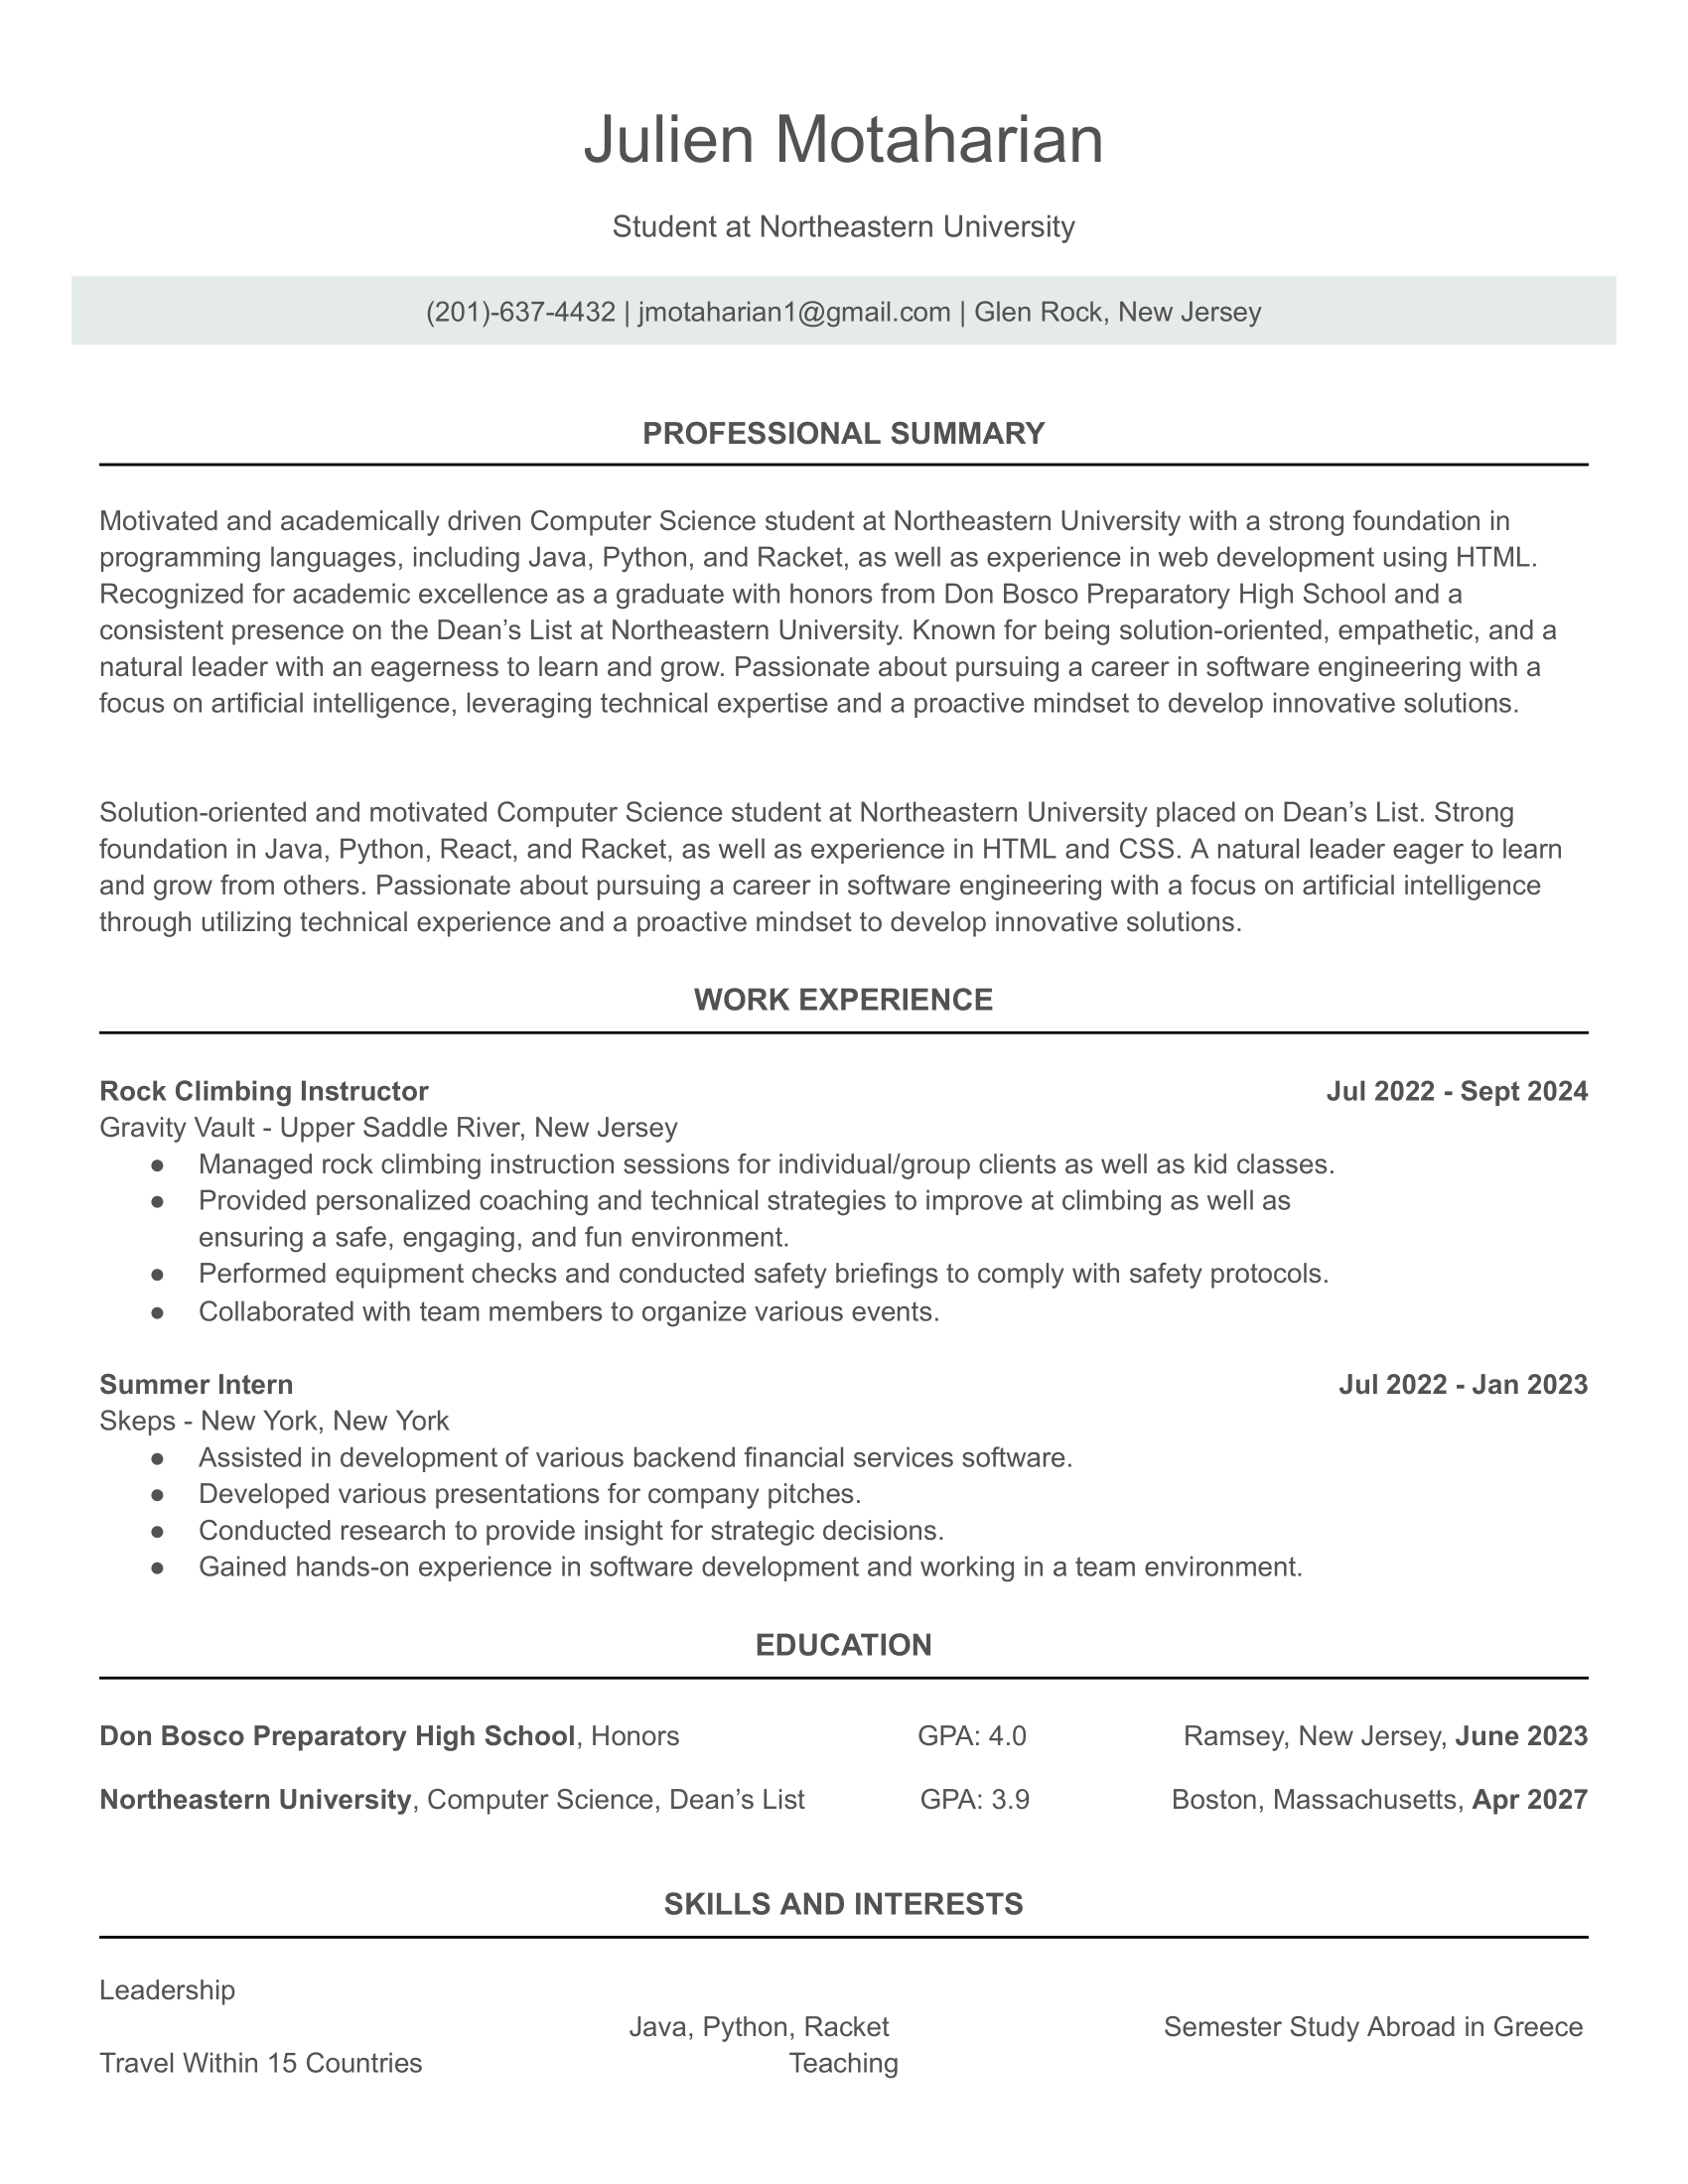 Julien Motaharian
Student at Northeastern University
(201)-637-4432 | jmotaharian1@gmail.com | Glen Rock, New Jersey
PROFESSIONAL SUMMARY
Motivated and academically driven Computer Science student at Northeastern University with a strong foundation in
programming languages, including Java, Python, and Racket, as well as experience in web development using HTML.
Recognized for academic excellence as a graduate with honors from Don Bosco Preparatory High School and a
consistent presence on the Dean’s List at Northeastern University. Known for being solution-oriented, empathetic, and a
natural leader with an eagerness to learn and grow. Passionate about pursuing a career in software engineering with a
focus on artificial intelligence, leveraging technical expertise and a proactive mindset to develop innovative solutions.
Solution-oriented and motivated Computer Science student at Northeastern University placed on Dean’s List. Strong
foundation in Java, Python, React, and Racket, as well as experience in HTML and CSS. A natural leader eager to learn
and grow from others. Passionate about pursuing a career in software engineering with a focus on artificial intelligence
through utilizing technical experience and a proactive mindset to develop innovative solutions.
WORK EXPERIENCE
Rock Climbing Instructor Jul 2022 - Sept 2024
Gravity Vault - Upper Saddle River, New Jersey
● Managed rock climbing instruction sessions for individual/group clients as well as kid classes.
● Provided personalized coaching and technical strategies to improve at climbing as well as
ensuring a safe, engaging, and fun environment.
● Performed equipment checks and conducted safety briefings to comply with safety protocols.
● Collaborated with team members to organize various events.
Summer Intern Jul 2022 - Jan 2023
Skeps - New York, New York
● Assisted in development of various backend financial services software.
● Developed various presentations for company pitches.
● Conducted research to provide insight for strategic decisions.
● Gained hands-on experience in software development and working in a team environment.
EDUCATION
Don Bosco Preparatory High School, Honors GPA: 4.0 Ramsey, New Jersey, June 2023
Northeastern University, Computer Science, Dean’s List GPA: 3.9 Boston, Massachusetts, Apr 2027
SKILLS AND INTERESTS
Leadership
Java, Python, Racket Semester Study Abroad in Greece
Travel Within 15 Countries Teaching